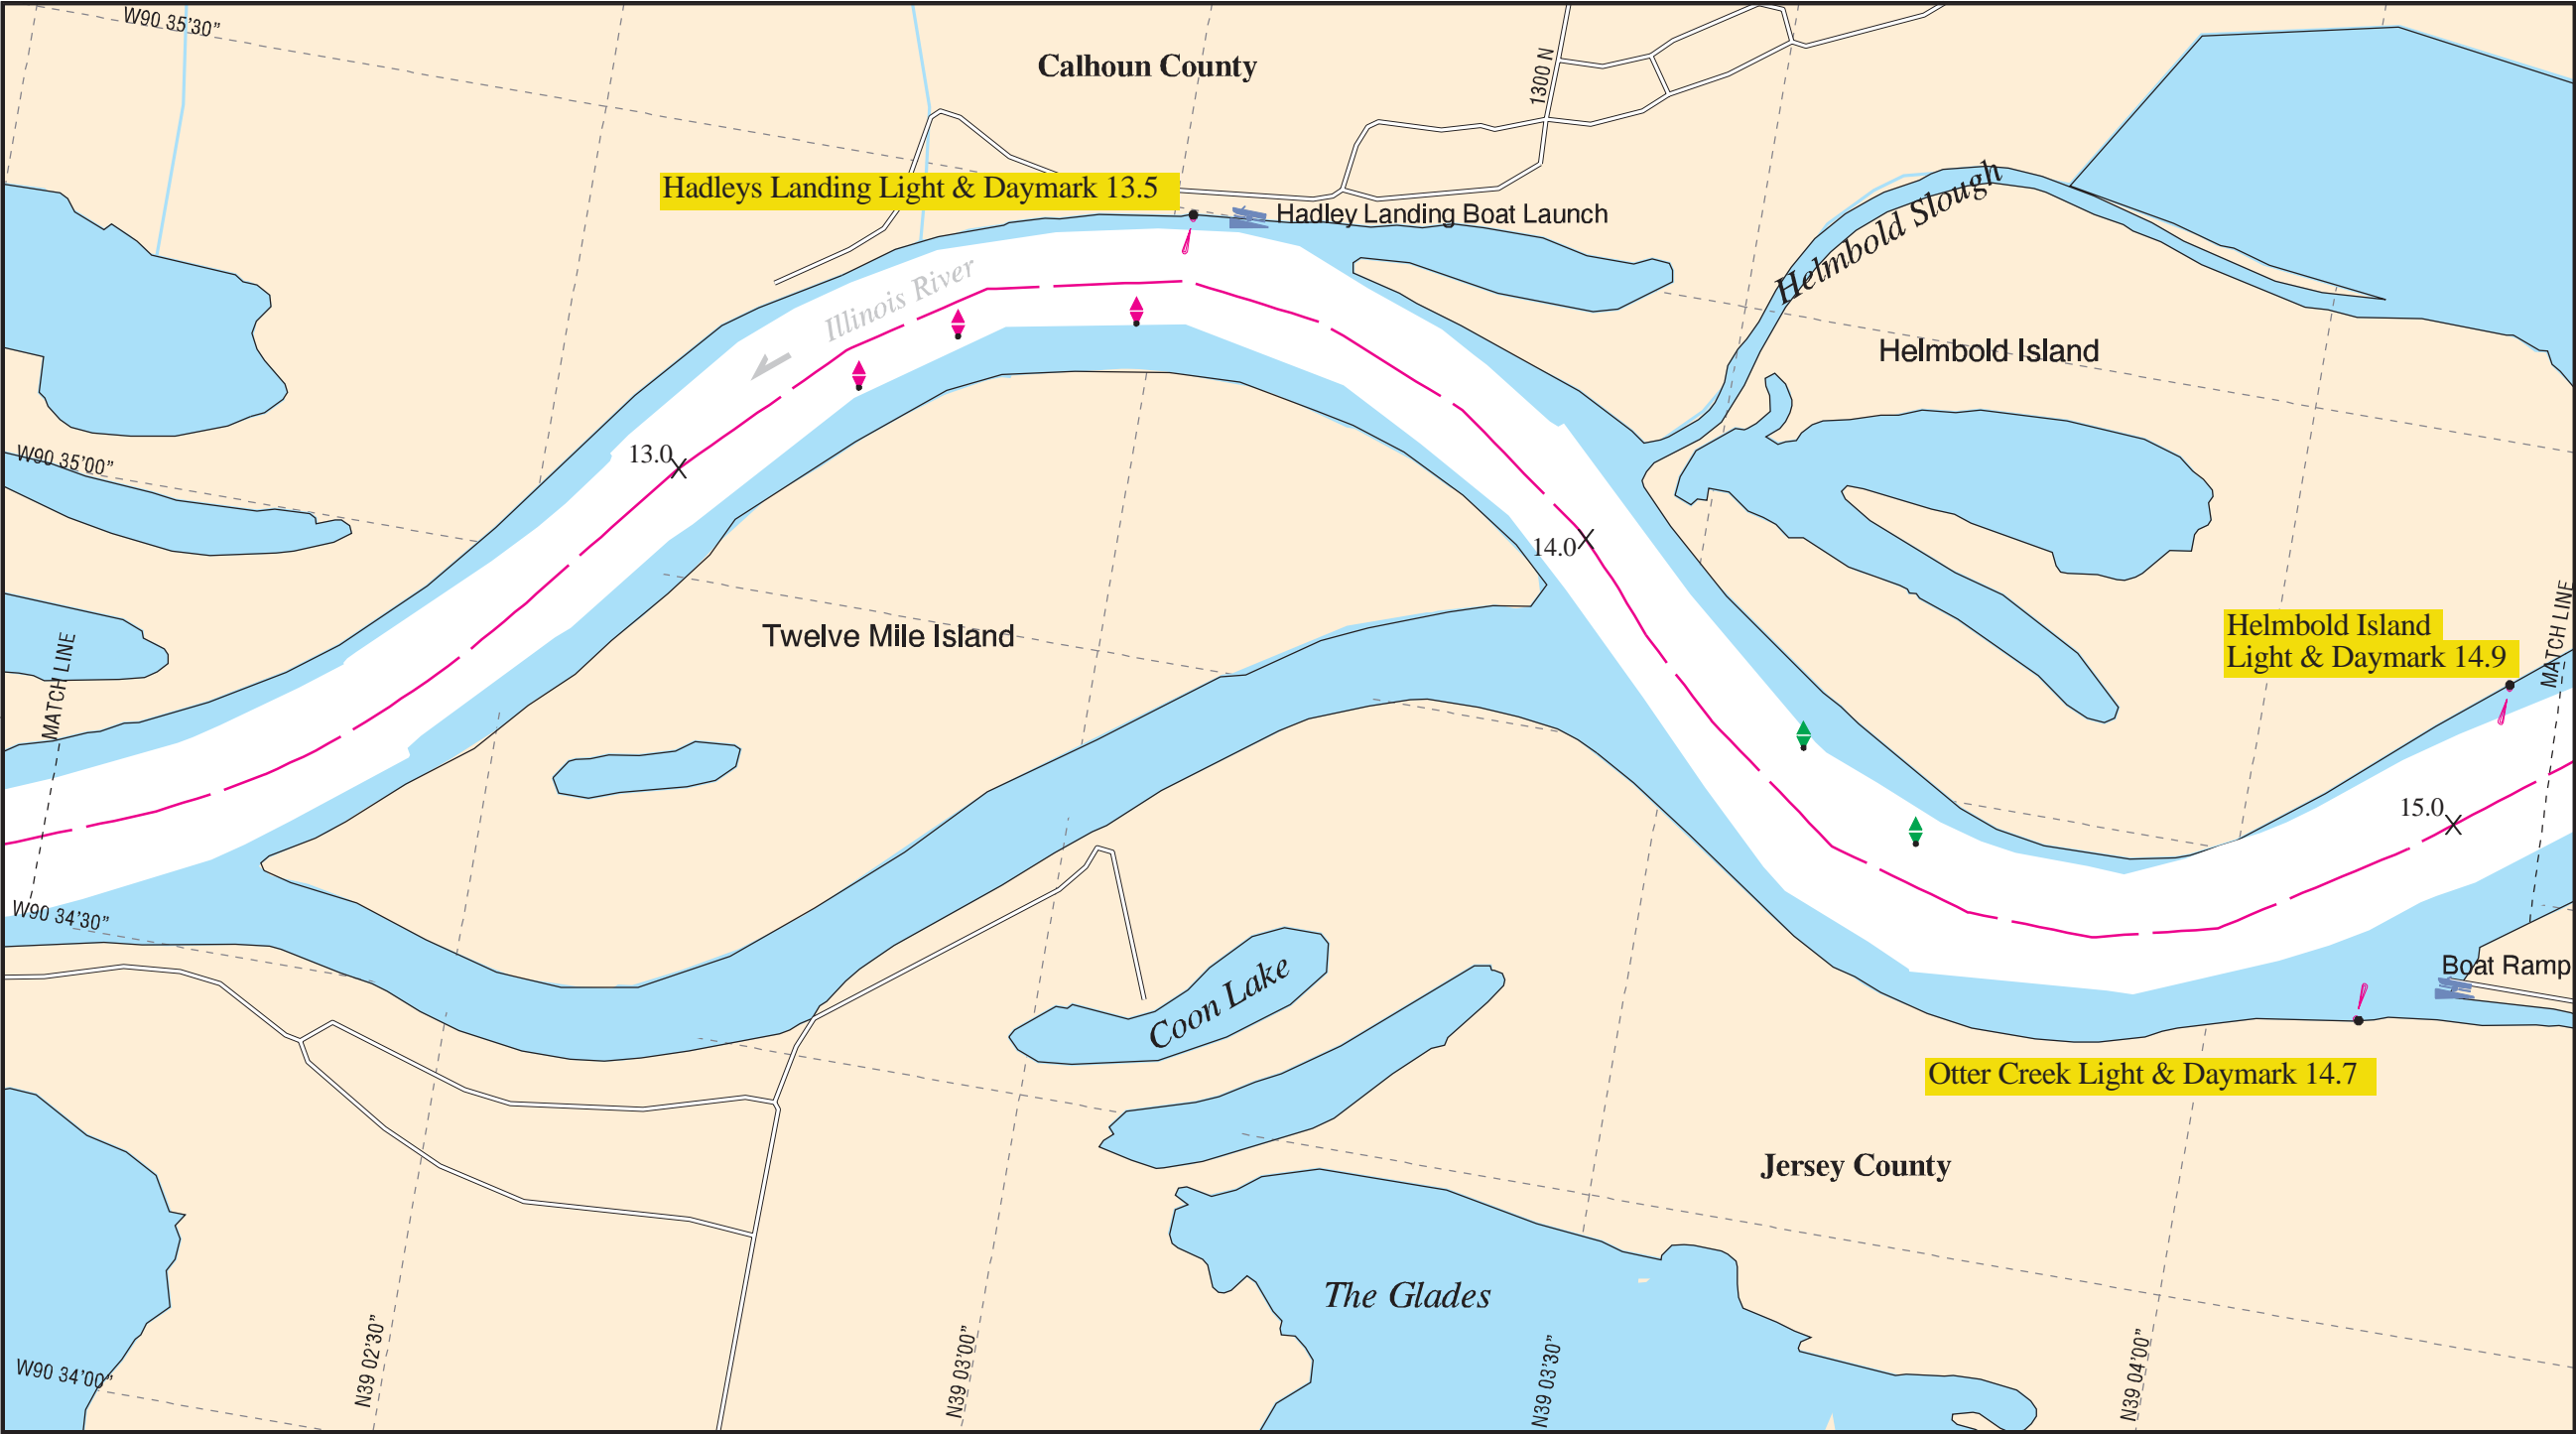 W90 35'30"
Calhoun County
1300 N
Hadleys Landing Light & Daymark 13.5
Hadley Landing Boat Launch
Helmbold Slough
Illinois River
Helmbold Island
W90 35'00"
13.0
14.0
Twelve Mile Island
MATCH LINE
MATCH LINE
Helmbold Island
Light & Daymark 14.9
15.0
W90 34'30"
Boat Ramp
Coon Lake
Otter Creek Light & Daymark 14.7
Jersey County
The Glades
W90 34'00"
N39 02'30"
N39 03'00"
N39 03'30"
N39 04'00"